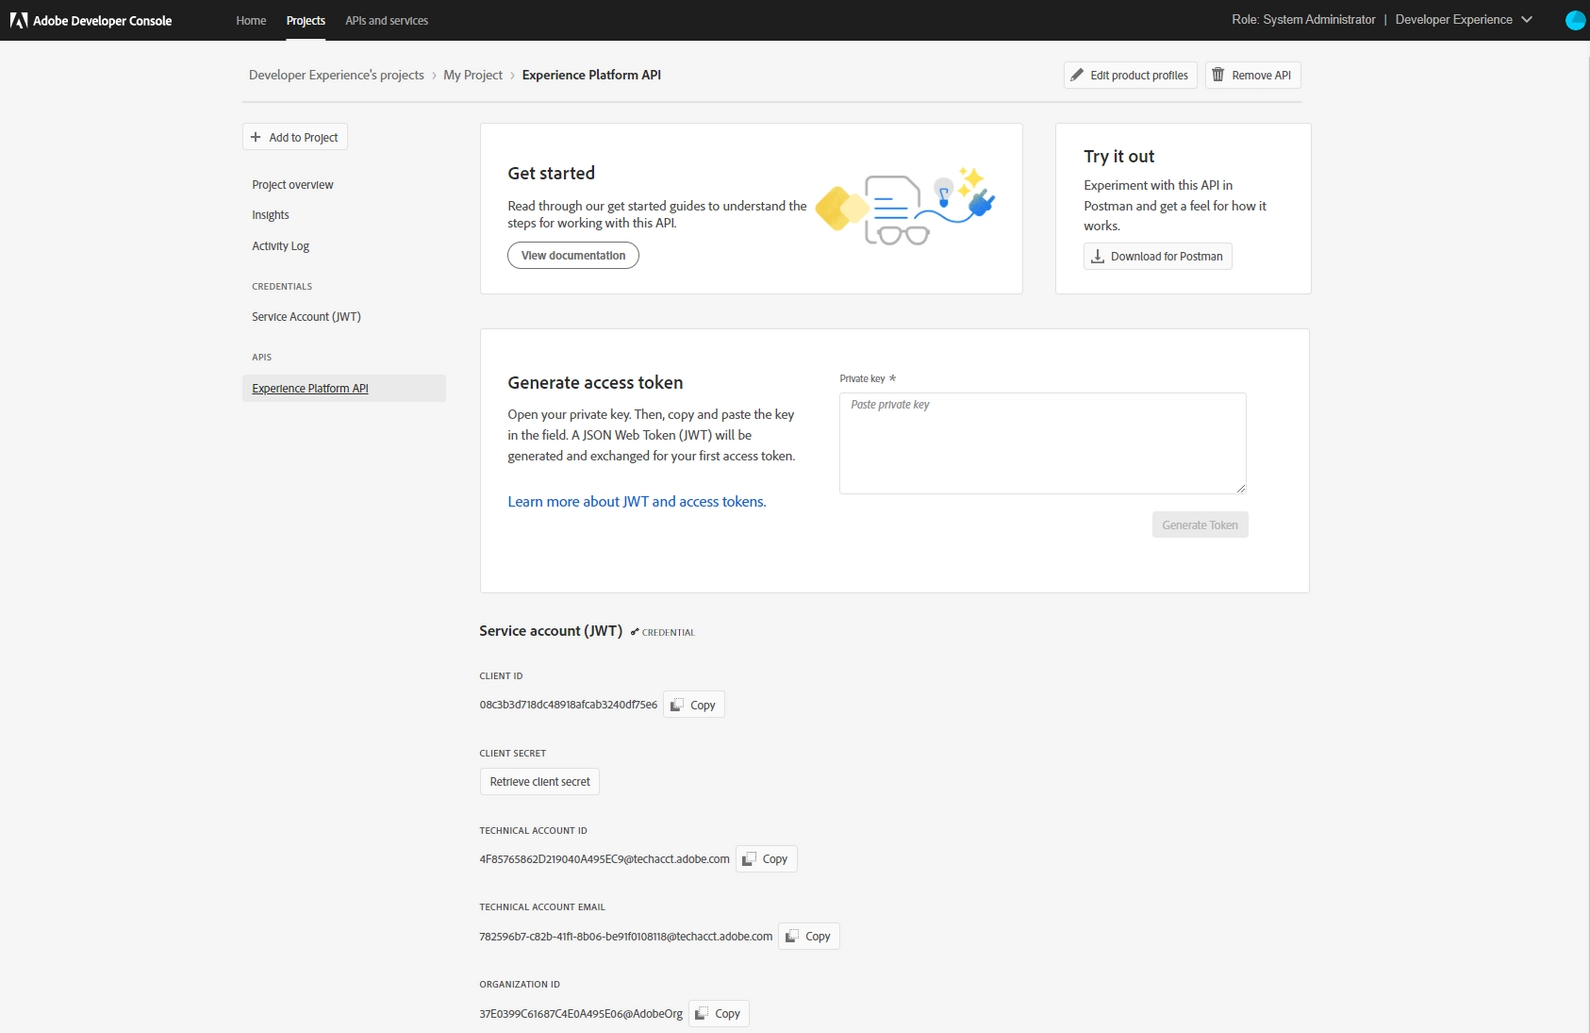 Adobe Developer Console
Home Projects APIs and services
Role: System Administrator | Developer Experience
Developer Experience's projects › My Project › Experience Platform API
Edit product profiles
Remove API
Add to Project
Project overview
Insights
Activity Log
CREDENTIALS
Service Account (JWT)
APIS
Experience Platform API
Get started
Read through our get started guides to understand the
steps for working with this API.
View documentation
Try it out
Experiment with this API in
Postman and get a feel for how it
works.
Download for Postman
Generate access token
Open your private key. Then, copy and paste the key
in the field. A JSON Web Token (JWT) will be
generated and exchanged for your first access token.
Learn more about JWT and access tokens.
Private key *
Paste private key
Generate Token
Service account (JWT) CREDENTIAL
CLIENT ID
08c3b3d718dc48918afcab3240df75e6 Copy
CLIENT SECRET
Retrieve client secret
TECHNICAL ACCOUNT ID
4F85765862D219040A495EC9@techacct.adobe.com Copy
TECHNICAL ACCOUNT EMAIL
782596b7-c82b-41f1-8b06-be91f0108118@techacct.adobe.com Copy
ORGANIZATION ID
37E0399C61687C4E0A495E06@AdobeOrg Copy